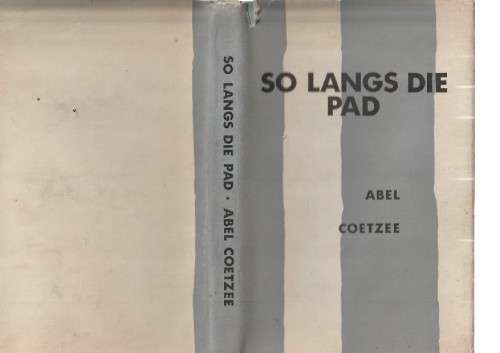 SO LANGS DIE PAD · ABEL COETZEE
SO LANGS DIE
PAD
ABEL
COETZEE